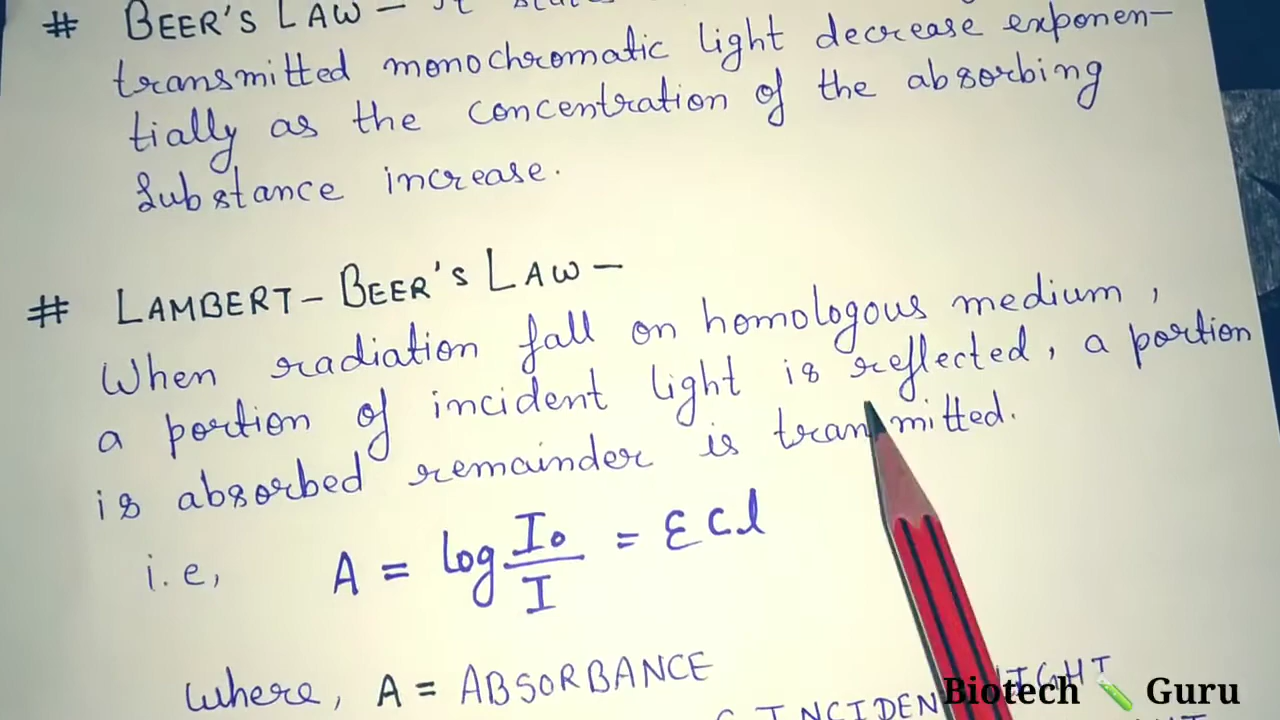 # BEER'S LAW - It states
transmitted monochromatic light decrease exponen-
tially as the concentration of the absorbing
substance increase.
# LAMBERT - BEER'S LAW -
When radiation fall on homologous medium,
a portion of incident light is reflected, a portion
is absorbed remainder is transmitted.
i.e, A = log I₀/I = ε c l
where, A = ABSORBANCE
Biotech Guru